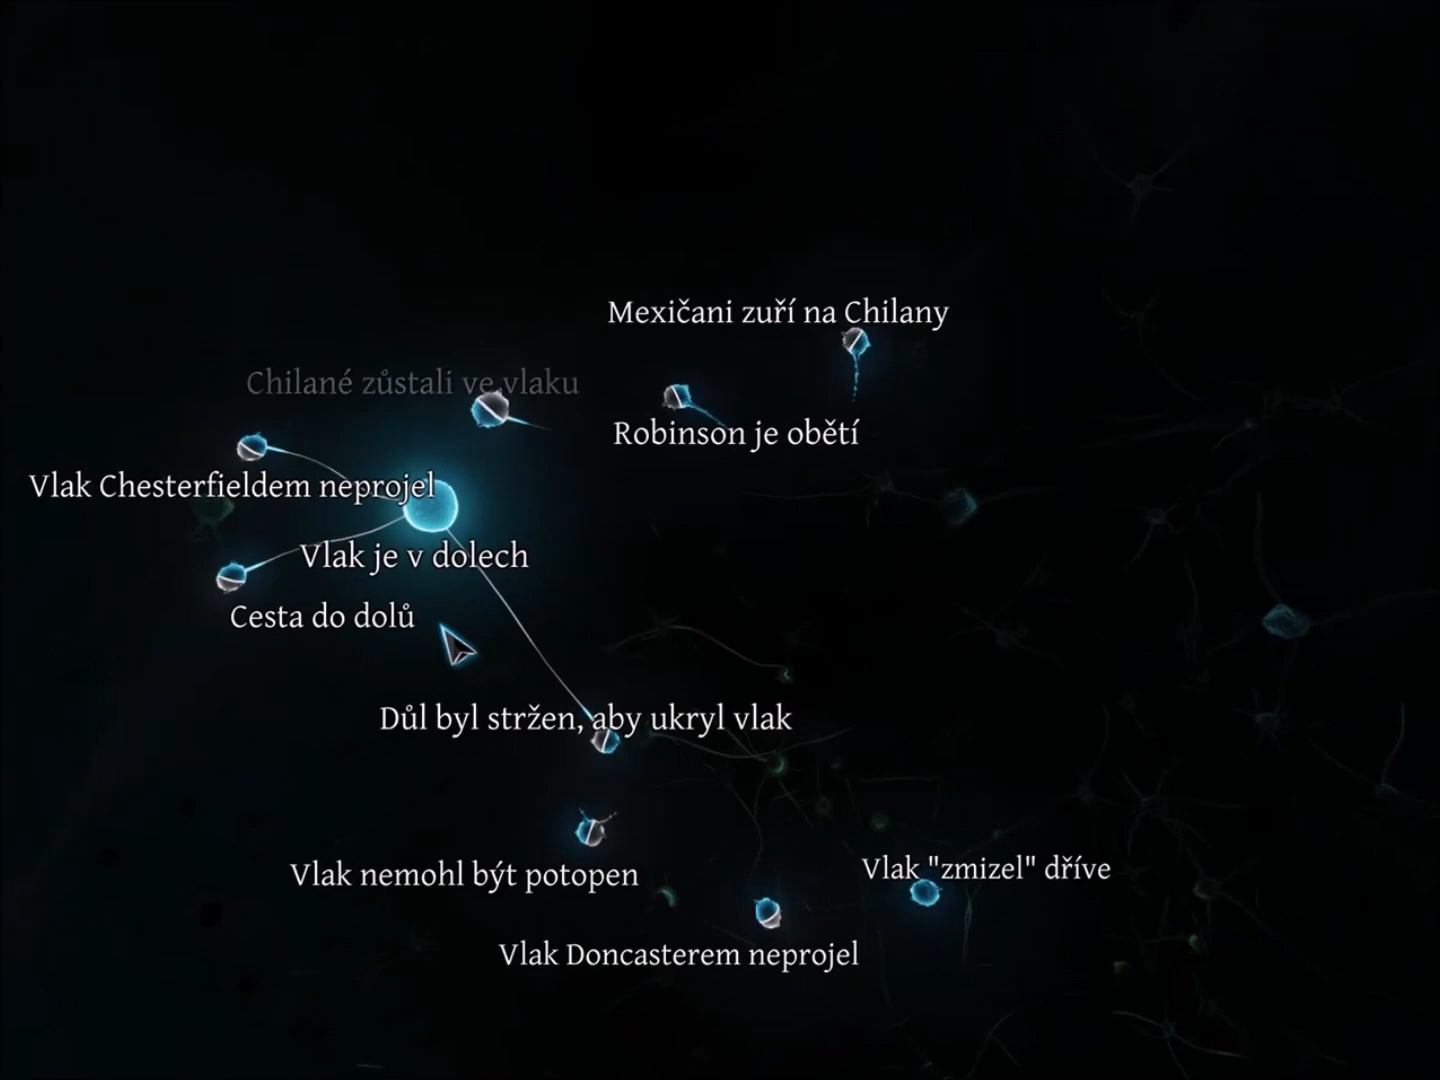 Mexičani zuří na Chilany
Chilané zůstali ve vlaku
Robinson je obětí
Vlak Chesterfieldem neprojel
Vlak je v dolech
Cesta do dolů
Důl byl stržen, aby ukryl vlak
Vlak nemohl být potopen
Vlak "zmizel" dříve
Vlak Doncasterem neprojel